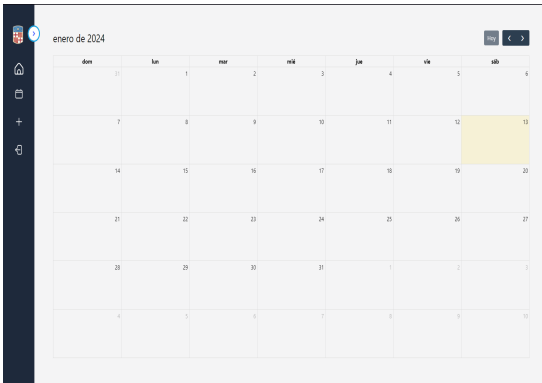 enero de 2024
Hoy
dom lun mar mié jue vie sáb
31 1 2 3 4 5 6
7 8 9 10 11 12 13
14 15 16 17 18 19 20
21 22 23 24 25 26 27
28 29 30 31 1 2 3
4 5 6 7 8 9 10